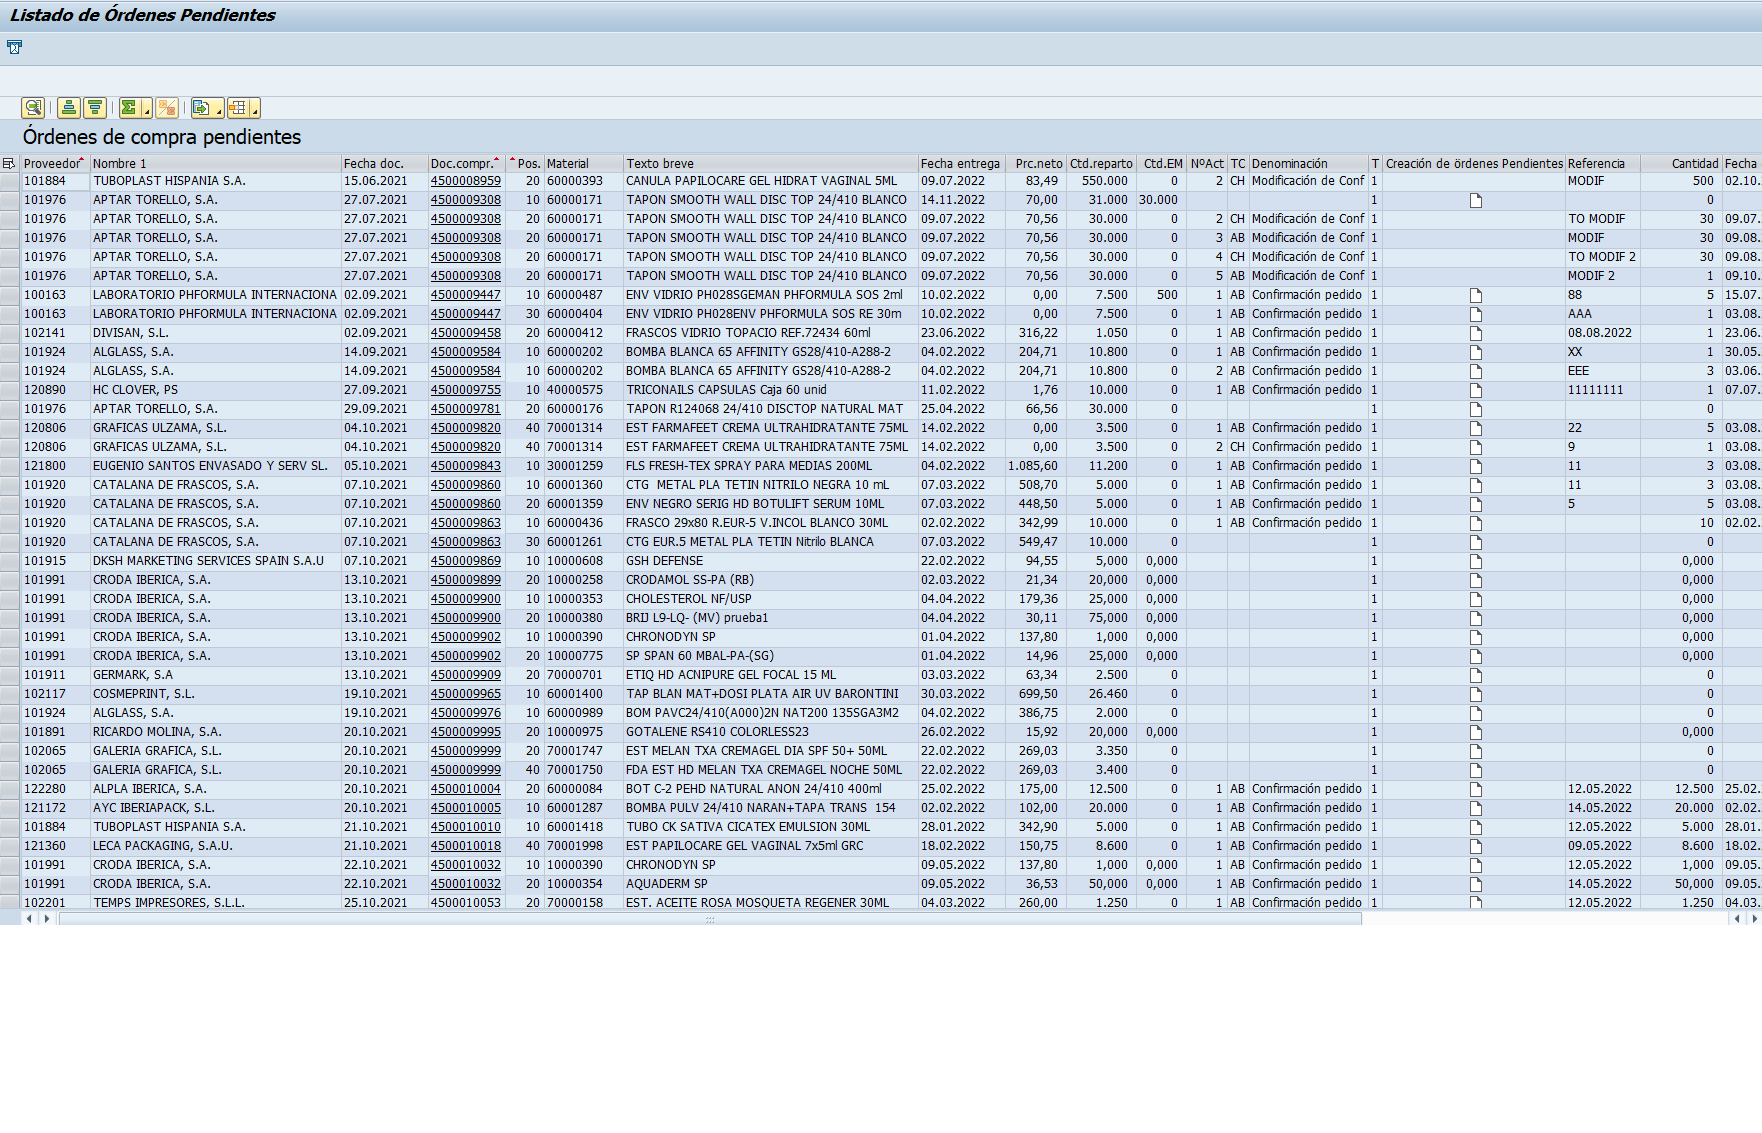 Listado de Órdenes Pendientes
Órdenes de compra pendientes
Proveedor Nombre 1 Fecha doc. Doc.compr. Pos. Material Texto breve Fecha entrega Prc.neto Ctd.reparto Ctd.EM NºAct TC Denominación T Creación de órdenes Pendientes Referencia Cantidad Fecha
101884 TUBOPLAST HISPANIA S.A. 15.06.2021 4500008959 20 60000393 CANULA PAPILOCARE GEL HIDRAT VAGINAL 5ML 09.07.2022 83,49 550.000 0 2 CH Modificación de Conf 1 MODIF 500 02.10.
101976 APTAR TORELLO, S.A. 27.07.2021 4500009308 10 60000171 TAPON SMOOTH WALL DISC TOP 24/410 BLANCO 14.11.2022 70,00 31.000 30.000 1 0
101976 APTAR TORELLO, S.A. 27.07.2021 4500009308 20 60000171 TAPON SMOOTH WALL DISC TOP 24/410 BLANCO 09.07.2022 70,56 30.000 0 2 CH Modificación de Conf 1 TO MODIF 30 09.07.
101976 APTAR TORELLO, S.A. 27.07.2021 4500009308 20 60000171 TAPON SMOOTH WALL DISC TOP 24/410 BLANCO 09.07.2022 70,56 30.000 0 3 AB Modificación de Conf 1 MODIF 30 09.08.
101976 APTAR TORELLO, S.A. 27.07.2021 4500009308 20 60000171 TAPON SMOOTH WALL DISC TOP 24/410 BLANCO 09.07.2022 70,56 30.000 0 4 CH Modificación de Conf 1 TO MODIF 2 30 09.08.
101976 APTAR TORELLO, S.A. 27.07.2021 4500009308 20 60000171 TAPON SMOOTH WALL DISC TOP 24/410 BLANCO 09.07.2022 70,56 30.000 0 5 AB Modificación de Conf 1 MODIF 2 1 09.10.
100163 LABORATORIO PHFORMULA INTERNACIONA 02.09.2021 4500009447 10 60000487 ENV VIDRIO PH028SGEMAN PHFORMULA SOS 2ml 10.02.2022 0,00 7.500 500 1 AB Confirmación pedido 1 88 5 15.07.
100163 LABORATORIO PHFORMULA INTERNACIONA 02.09.2021 4500009447 30 60000404 ENV VIDRIO PH028ENV PHFORMULA SOS RE 30m 10.02.2022 0,00 7.500 0 1 AB Confirmación pedido 1 AAA 1 03.08.
102141 DIVISAN, S.L. 02.09.2021 4500009458 20 60000412 FRASCOS VIDRIO TOPACIO REF.72434 60ml 23.06.2022 316,22 1.050 0 1 AB Confirmación pedido 1 08.08.2022 1 23.06.
101924 ALGLASS, S.A. 14.09.2021 4500009584 10 60000202 BOMBA BLANCA 65 AFFINITY GS28/410-A288-2 04.02.2022 204,71 10.800 0 1 AB Confirmación pedido 1 XX 1 30.05.
101924 ALGLASS, S.A. 14.09.2021 4500009584 10 60000202 BOMBA BLANCA 65 AFFINITY GS28/410-A288-2 04.02.2022 204,71 10.800 0 2 AB Confirmación pedido 1 EEE 3 03.06.
120890 HC CLOVER, PS 27.09.2021 4500009755 10 40000575 TRICONAILS CAPSULAS Caja 60 unid 11.02.2022 1,76 10.000 0 1 AB Confirmación pedido 1 11111111 1 07.07.
101976 APTAR TORELLO, S.A. 29.09.2021 4500009781 20 60000176 TAPON R124068 24/410 DISCTOP NATURAL MAT 25.04.2022 66,56 30.000 0 1 0
120806 GRAFICAS ULZAMA, S.L. 04.10.2021 4500009820 40 70001314 EST FARMAFEET CREMA ULTRAHIDRATANTE 75ML 14.02.2022 0,00 3.500 0 1 AB Confirmación pedido 1 22 5 03.08.
120806 GRAFICAS ULZAMA, S.L. 04.10.2021 4500009820 40 70001314 EST FARMAFEET CREMA ULTRAHIDRATANTE 75ML 14.02.2022 0,00 3.500 0 2 CH Confirmación pedido 1 9 1 03.08.
121800 EUGENIO SANTOS ENVASADO Y SERV SL. 05.10.2021 4500009843 10 30001259 FLS FRESH-TEX SPRAY PARA MEDIAS 200ML 04.02.2022 1.085,60 11.200 0 1 AB Confirmación pedido 1 11 3 03.08.
101920 CATALANA DE FRASCOS, S.A. 07.10.2021 4500009860 10 60001360 CTG METAL PLA TETIN NITRILO NEGRA 10 mL 07.03.2022 508,70 5.000 0 1 AB Confirmación pedido 1 11 3 03.08.
101920 CATALANA DE FRASCOS, S.A. 07.10.2021 4500009860 20 60001359 ENV NEGRO SERIG HD BOTULIFT SERUM 10ML 07.03.2022 448,50 5.000 0 1 AB Confirmación pedido 1 5 5 03.08.
101920 CATALANA DE FRASCOS, S.A. 07.10.2021 4500009863 10 60000436 FRASCO 29x80 R.EUR-5 V.INCOL BLANCO 30ML 02.02.2022 342,99 10.000 0 1 AB Confirmación pedido 1 10 02.02.
101920 CATALANA DE FRASCOS, S.A. 07.10.2021 4500009863 30 60001261 CTG EUR.5 METAL PLA TETIN Nitrilo BLANCA 07.03.2022 549,47 10.000 0 1 0
101915 DKSH MARKETING SERVICES SPAIN S.A.U 07.10.2021 4500009869 10 10000608 GSH DEFENSE 22.02.2022 94,55 5,000 0,000 1 0,000
101991 CRODA IBERICA, S.A. 13.10.2021 4500009899 20 10000258 CRODAMOL SS-PA (RB) 02.03.2022 21,34 20,000 0,000 1 0,000
101991 CRODA IBERICA, S.A. 13.10.2021 4500009900 10 10000353 CHOLESTEROL NF/USP 04.04.2022 179,36 25,000 0,000 1 0,000
101991 CRODA IBERICA, S.A. 13.10.2021 4500009900 20 10000380 BRIJ L9-LQ- (MV) prueba1 04.04.2022 30,11 75,000 0,000 1 0,000
101991 CRODA IBERICA, S.A. 13.10.2021 4500009902 10 10000390 CHRONODYN SP 01.04.2022 137,80 1,000 0,000 1 0,000
101991 CRODA IBERICA, S.A. 13.10.2021 4500009902 20 10000775 SP SPAN 60 MBAL-PA-(SG) 01.04.2022 14,96 25,000 0,000 1 0,000
101911 GERMARK, S.A 13.10.2021 4500009909 20 70000701 ETIQ HD ACNIPURE GEL FOCAL 15 ML 03.03.2022 63,34 2.500 0 1 0
102117 COSMEPRINT, S.L. 19.10.2021 4500009965 10 60001400 TAP BLAN MAT+DOSI PLATA AIR UV BARONTINI 30.03.2022 699,50 26.460 0 1 0
101924 ALGLASS, S.A. 19.10.2021 4500009976 10 60000989 BOM PAVC24/410(A000)2N NAT200 135SGA3M2 04.02.2022 386,75 2.000 0 1 0
101891 RICARDO MOLINA, S.A. 20.10.2021 4500009995 20 10000975 GOTALENE RS410 COLORLESS23 26.02.2022 15,92 20,000 0,000 1 0,000
102065 GALERIA GRAFICA, S.L. 20.10.2021 4500009999 20 70001747 EST MELAN TXA CREMAGEL DIA SPF 50+ 50ML 22.02.2022 269,03 3.350 0 1 0
102065 GALERIA GRAFICA, S.L. 20.10.2021 4500009999 40 70001750 FDA EST HD MELAN TXA CREMAGEL NOCHE 50ML 22.02.2022 269,03 3.400 0 1 0
122280 ALPLA IBERICA, S.A. 20.10.2021 4500010004 20 60000084 BOT C-2 PEHD NATURAL ANON 24/410 400ml 25.02.2022 175,00 12.500 0 1 AB Confirmación pedido 1 12.05.2022 12.500 25.02.
121172 AYC IBERIAPACK, S.L. 20.10.2021 4500010005 10 60001287 BOMBA PULV 24/410 NARAN+TAPA TRANS 154 02.02.2022 102,00 20.000 0 1 AB Confirmación pedido 1 14.05.2022 20.000 02.02.
101884 TUBOPLAST HISPANIA S.A. 21.10.2021 4500010010 10 60001418 TUBO CK SATIVA CICATEX EMULSION 30ML 28.01.2022 342,90 5.000 0 1 AB Confirmación pedido 1 12.05.2022 5.000 28.01.
121360 LECA PACKAGING, S.A.U. 21.10.2021 4500010018 40 70001998 EST PAPILOCARE GEL VAGINAL 7x5ml GRC 18.02.2022 150,75 8.600 0 1 AB Confirmación pedido 1 09.05.2022 8.600 18.02.
101991 CRODA IBERICA, S.A. 22.10.2021 4500010032 10 10000390 CHRONODYN SP 09.05.2022 137,80 1,000 0,000 1 AB Confirmación pedido 1 12.05.2022 1,000 09.05.
101991 CRODA IBERICA, S.A. 22.10.2021 4500010032 20 10000354 AQUADERM SP 09.05.2022 36,53 50,000 0,000 1 AB Confirmación pedido 1 14.05.2022 50,000 09.05.
102201 TEMPS IMPRESORES, S.L.L. 25.10.2021 4500010053 20 70000158 EST. ACEITE ROSA MOSQUETA REGENER 30ML 04.03.2022 260,00 1.250 0 1 AB Confirmación pedido 1 12.05.2022 1.250 04.03.